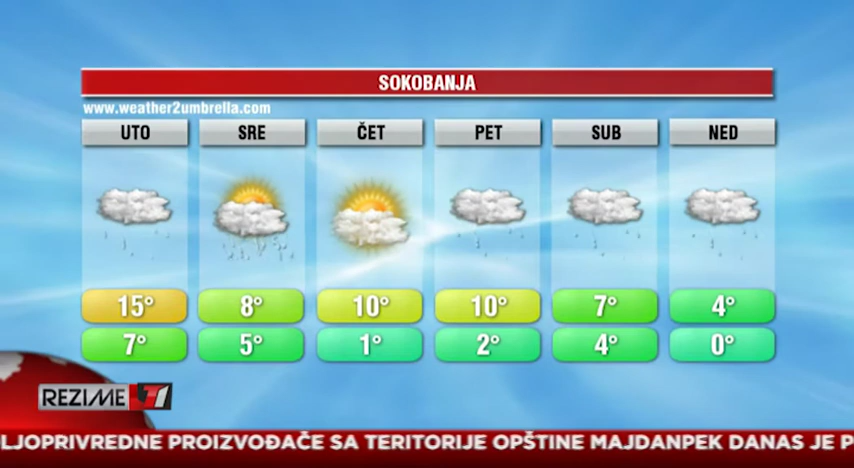 SOKOBANJA
www.weather2umbrella.com
UTO SRE ČET PET SUB NED
15° 8° 10° 10° 7° 4°
7° 5° 1° 2° 4° 0°
REZIME T1
LJOPRIVREDNE PROIZVOĐAČE SA TERITORIJE OPŠTINE MAJDANPEK DANAS JE P